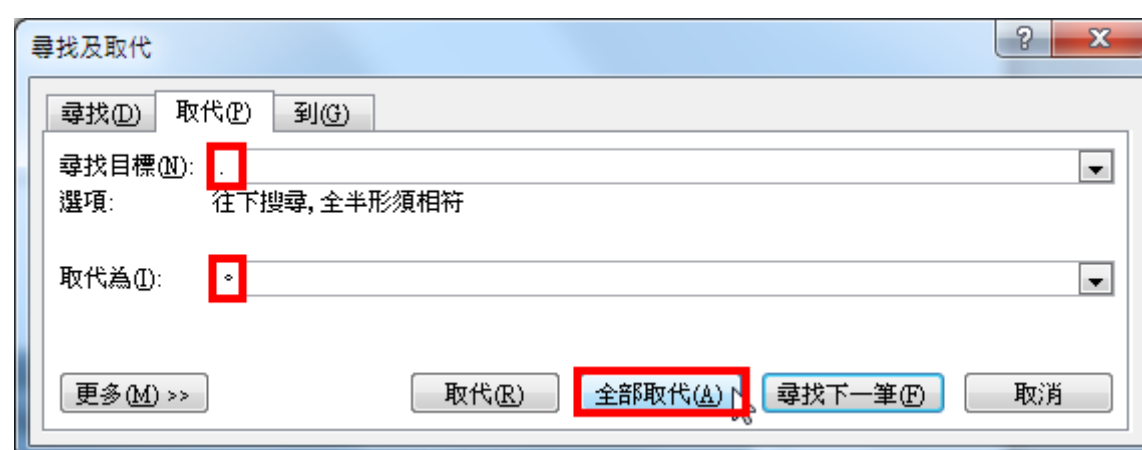 尋找及取代
尋找(D) 取代(P) 到(G)
尋找目標(N): .
選項: 往下搜尋, 全半形須相符
取代為(I): 。
更多(M) >> 取代(R) 全部取代(A) 尋找下一筆(F) 取消